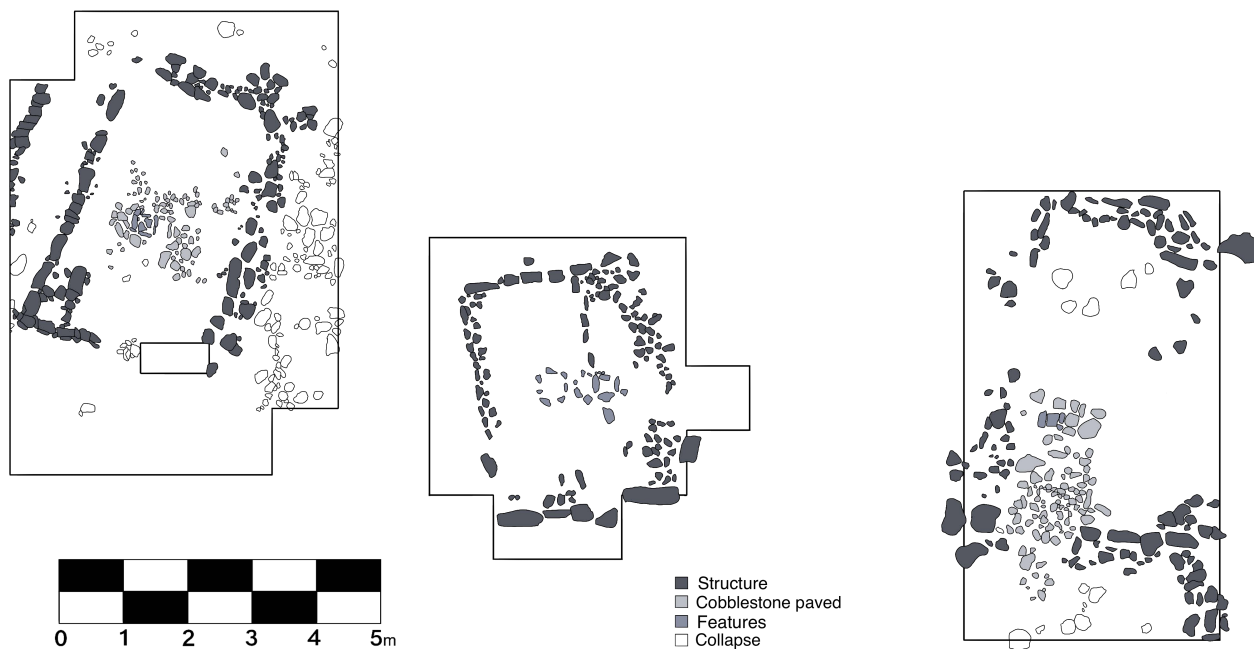 Structure
Cobblestone paved
Features
Collapse
0 1 2 3 4 5m